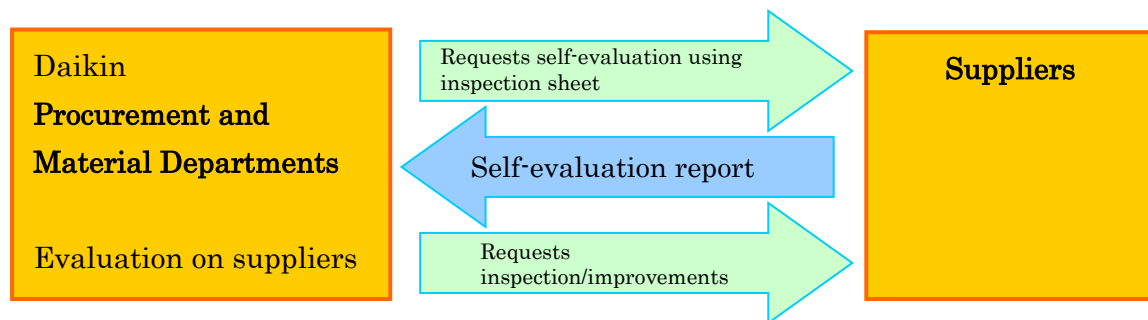 Daikin
Procurement and
Material Departments
Evaluation on suppliers
Requests self-evaluation using
inspection sheet
Self-evaluation report
Requests
inspection/improvements
Suppliers